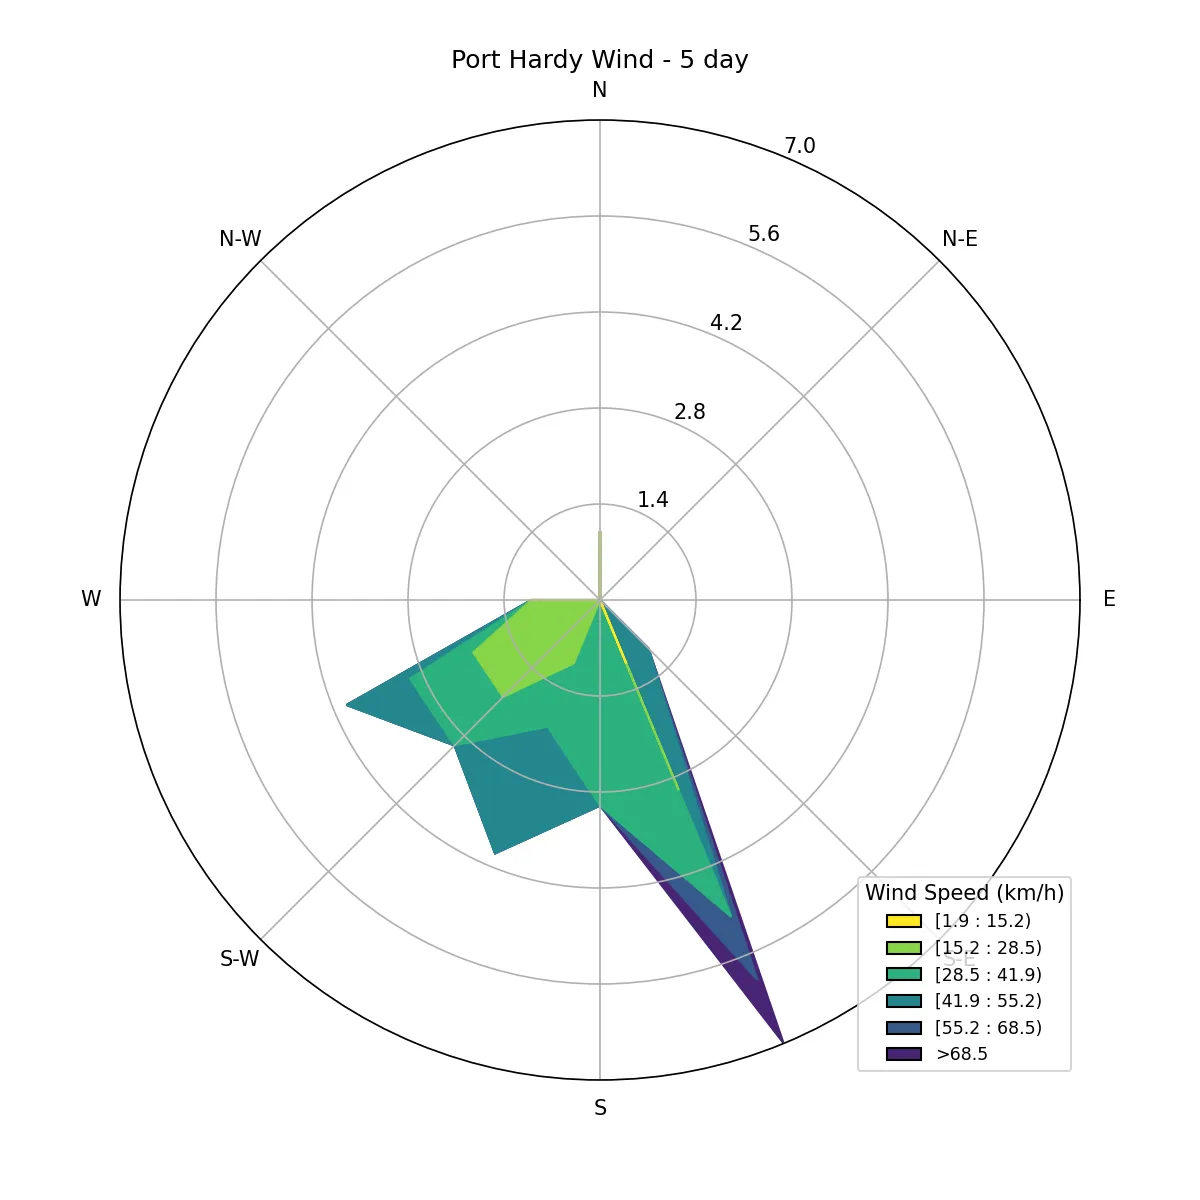 Port Hardy Wind - 5 day
N
7.0
N-W
N-E
5.6
4.2
2.8
1.4
W
E
S-W
S-E
S
Wind Speed (km/h)
[1.9 : 15.2)
[15.2 : 28.5)
[28.5 : 41.9)
[41.9 : 55.2)
[55.2 : 68.5)
>68.5